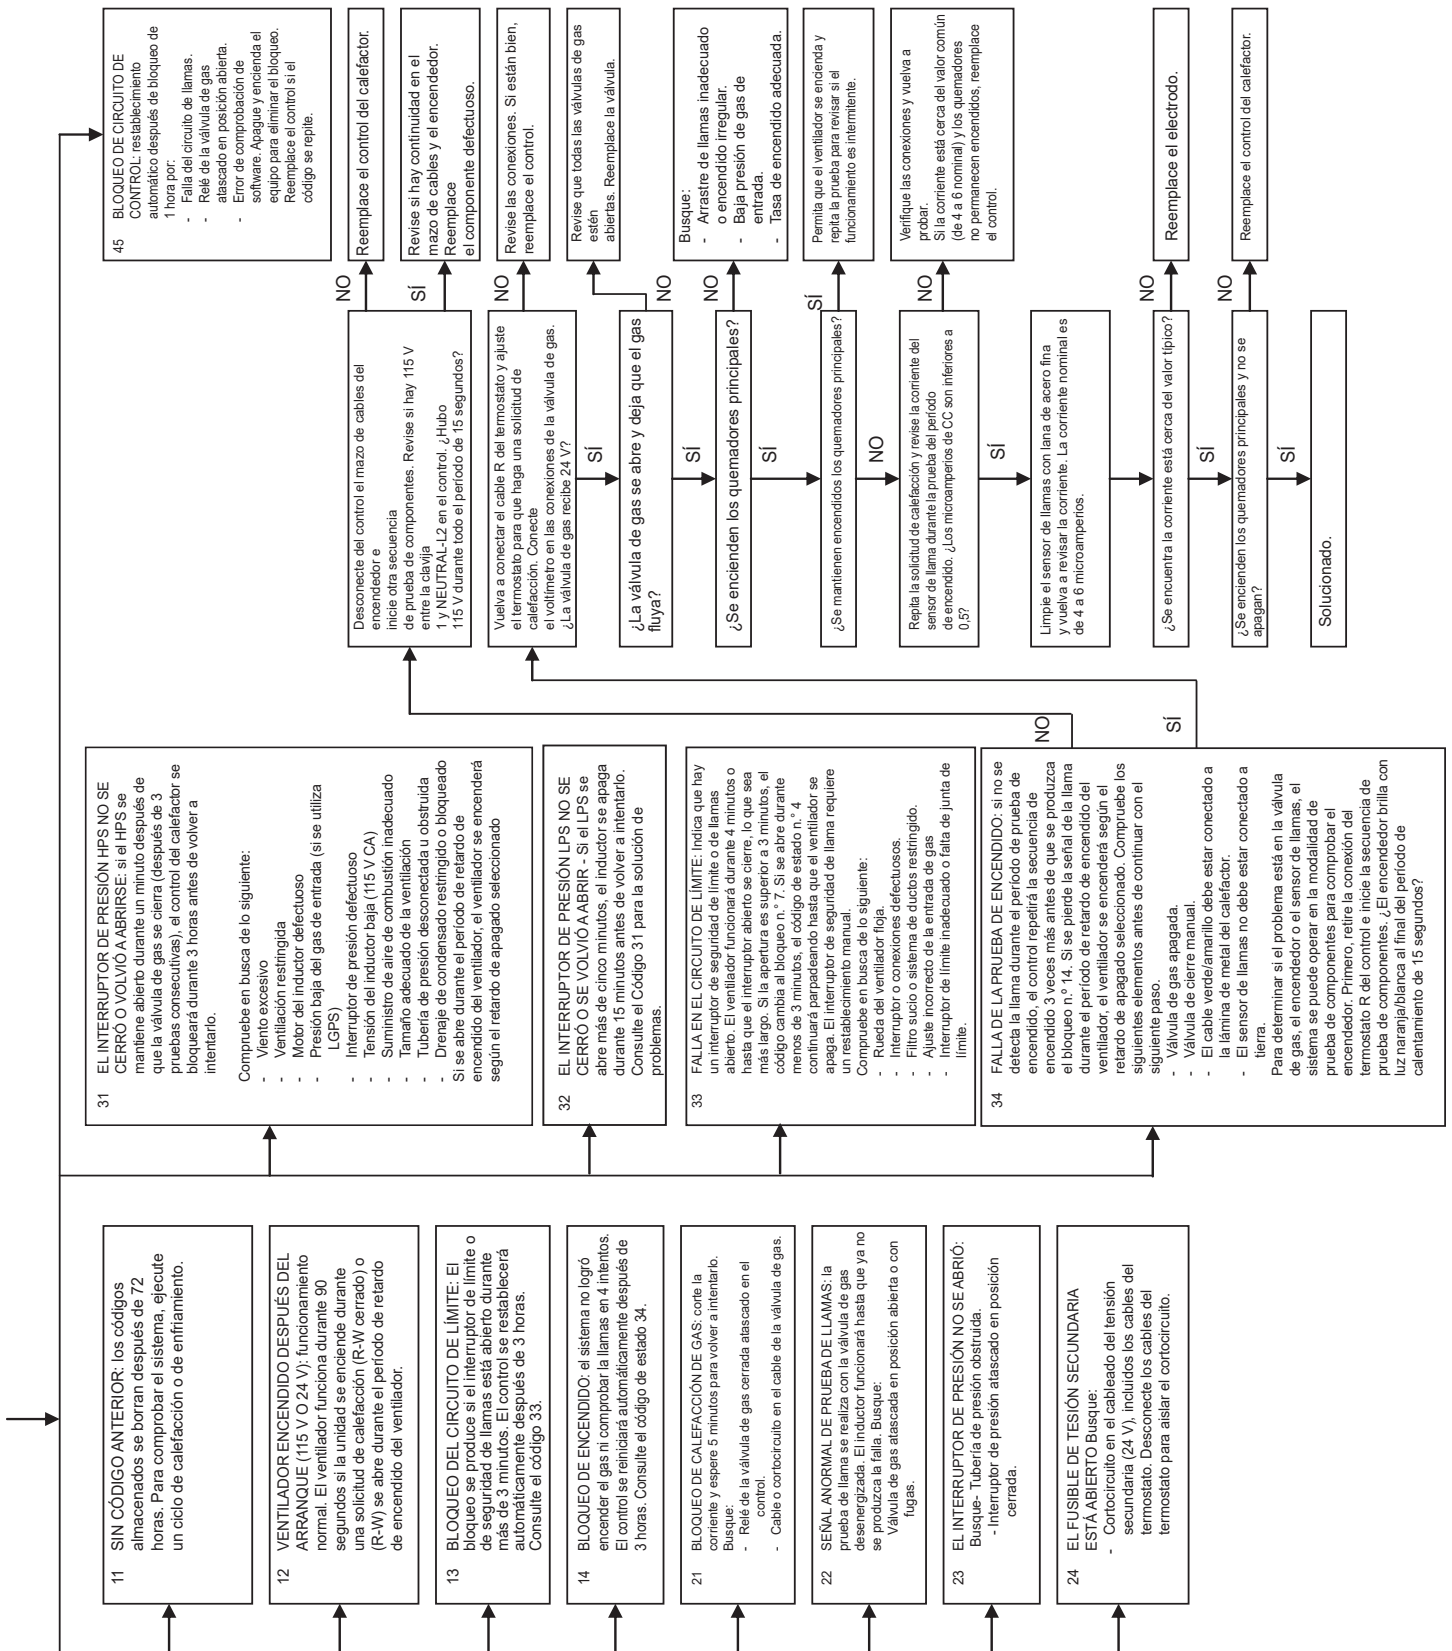 11 SIN CÓDIGO ANTERIOR: los códigos
almacenados se borran después de 72
horas. Para comprobar el sistema, ejecute
un ciclo de calefacción o de enfriamiento.
12 VENTILADOR ENCENDIDO DESPUÉS DEL
ARRANQUE (115 V O 24 V): funcionamiento
normal. El ventilador funciona durante 90
segundos si la unidad se enciende durante
una solicitud de calefacción (R-W cerrado) o
(R-W) se abre durante el período de retardo
de encendido del ventilador.
13 BLOQUEO DEL CIRCUITO DE LÍMITE: El
bloqueo se produce si el interruptor de límite o
de seguridad de llamas está abierto durante
más de 3 minutos. El control se restablecerá
automáticamente después de 3 horas.
Consulte el código 33.
14 BLOQUEO DE ENCENDIDO: el sistema no logró
encender el gas ni comprobar la llamas en 4 intentos.
El control se reiniciará automáticamente después de
3 horas. Consulte el código de estado 34.
21 BLOQUEO DE CALEFACCIÓN DE GAS: corte la
corriente y espere 5 minutos para volver a intentarlo.
Busque:
- Relé de la válvula de gas cerrada atascado en el
control.
- Cable o cortocircuito en el cable de la válvula de gas.
22 SEÑAL ANORMAL DE PRUEBA DE LLAMAS: la
prueba de llama se realiza con la válvula de gas
desenergizada. El inductor funcionará hasta que ya no
se produzca la falla. Busque:
- Válvula de gas atascada en posición abierta o con
fugas.
23 EL INTERRUPTOR DE PRESIÓN NO SE ABRIÓ:
Busque- Tubería de presión obstruida.
- Interruptor de presión atascado en posición
cerrada.
24 EL FUSIBLE DE TESIÓN SECUNDARIA
ESTÁ ABIERTO Busque:
- Cortocircuito en el cableado del tensión
secundaria (24 V), incluidos los cables del
termostato. Desconecte los cables del
termostato para aislar el cortocircuito.
31 EL INTERRUPTOR DE PRESIÓN HPS NO SE
CERRÓ O VOLVIÓ A ABRIRSE: si el HPS se
mantiene abierto durante un minuto después de
que la válvula de gas se cierra (después de 3
pruebas consecutivas), el control del calefactor se
bloqueará durante 3 horas antes de volver a
intentarlo.
Compruebe en busca de lo siguiente:
- Viento excesivo
- Ventilación restringida
- Motor del inductor defectuoso
- Presión baja del gas de entrada (si se utiliza
LGPS)
- Interruptor de presión defectuoso
- Tensión del inductor baja (115 V CA)
- Suministro de aire de combustión inadecuado
- Tamaño adecuado de la ventilación
- Tubería de presión desconectada u obstruida
- Drenaje de condensado restringido o bloqueado
Si se abre durante el período de retardo de
encendido del ventilador, el ventilador se encenderá
según el retardo de apagado seleccionado
32 EL INTERRUPTOR DE PRESIÓN LPS NO SE
CERRÓ O SE VOLVIÓ A ABRIR - Si el LPS se
abre más de cinco minutos, el inductor se apaga
durante 15 minutos antes de volver a intentarlo.
Consulte el Código 31 para la solución de
problemas.
33 FALLA EN EL CIRCUITO DE LÍMITE: Indica que hay
un interruptor de seguridad de límite o de llamas
abierto. El ventilador funcionará durante 4 minutos o
hasta que el interruptor abierto se cierre, lo que sea
más largo. Si la apertura es superior a 3 minutos, el
código cambia al bloqueo n.° 7. Si se abre durante
menos de 3 minutos, el código de estado n.° 4
continuará parpadeando hasta que el ventilador se
apaga. El interruptor de seguridad de llamas requiere
un restablecimiento manual.
Compruebe en busca de lo siguiente:
- Rueda del ventilador floja.
- Interruptor o conexiones defectuosos.
- Filtro sucio o sistema de ductos restringido.
- Ajuste incorrecto de la entrada de gas
- Interruptor de límite inadecuado o falta de junta de
límite.
34 FALLA DE LA PRUEBA DE ENCENDIDO: si no se
detecta la llama durante el período de prueba de
encendido, el control repetirá la secuencia de
encendido 3 veces más antes de que se produzca
el bloqueo n.° 14. Si se pierde la señal de la llama
durante el período de retardo de encendido del
ventilador, el ventilador se encenderá según el
retardo de apagado seleccionado. Compruebe los
siguientes elementos antes de continuar con el
siguiente paso.
- Válvula de gas apagada.
- Válvula de cierre manual.
- El cable verde/amarillo debe estar conectado a
la lámina de metal del calefactor.
- El sensor de llamas no debe estar conectado a
tierra.
Para determinar si el problema está en la válvula
de gas, el encendedor o el sensor de llamas, el
sistema se puede operar en la modalidad de
prueba de componentes para comprobar el
encendedor. Primero, retire la conexión del
termostato R del control e inicie la secuencia de
prueba de componentes. ¿El encendedor brilla con
luz naranja/blanca al final del período de
calentamiento de 15 segundos?
NO
SÍ
45 BLOQUEO DE CIRCUITO DE
CONTROL: restablecimiento
automático después de bloqueo de
1 hora por:
- Falla del circuito de llamas.
- Relé de la válvula de gas
atascado en posición abierta.
- Error de comprobación de
software. Apague y encienda el
equipo para eliminar el bloqueo.
Reemplace el control si el
código se repite.
Desconecte del control el mazo de cables del
encendedor e
inicie otra secuencia
de prueba de componentes. Revise si hay 115 V
entre la clavija
1 y NEUTRAL-L2 en el control. ¿Hubo
115 V durante todo el período de 15 segundos?
NO
Reemplace el control del calefactor.
SÍ
Revise si hay continuidad en el
mazo de cables y el encendedor.
Reemplace
el componente defectuoso.
Vuelva a conectar el cable R del termostato y ajuste
el termostato para que haga una solicitud de
calefacción. Conecte
el voltímetro en las conexiones de la válvula de gas.
¿La válvula de gas recibe 24 V?
NO
Revise las conexiones. Si están bien,
reemplace el control.
SÍ
¿La válvula de gas se abre y deja que el gas
fluya?
NO
Revise que todas las válvulas de gas
estén
abiertas. Reemplace la válvula.
SÍ
¿Se encienden los quemadores principales?
NO
Busque:
- Arrastre de llamas inadecuado
o encendido irregular.
- Baja presión de gas de
entrada.
- Tasa de encendido adecuada.
SÍ
¿Se mantienen encendidos los quemadores principales?
SÍ
Permita que el ventilador se encienda y
repita la prueba para revisar si el
funcionamiento es intermitente.
NO
Repita la solicitud de calefacción y revise la corriente del
sensor de llama durante la prueba del período
de encendido. ¿Los microamperios de CC son inferiores a
0,5?
NO
Verifique las conexiones y vuelva a
probar.
Si la corriente está cerca del valor común
(de 4 a 6 nominal) y los quemadores
no permanecen encendidos, reemplace
el control.
SÍ
Limpie el sensor de llamas con lana de acero fina
y vuelva a revisar la corriente. La corriente nominal es
de 4 a 6 microamperios.
¿Se encuentra la corriente está cerca del valor típico?
NO
Reemplace el electrodo.
SÍ
¿Se encienden los quemadores principales y no se
apagan?
NO
Reemplace el control del calefactor.
SÍ
Solucionado.